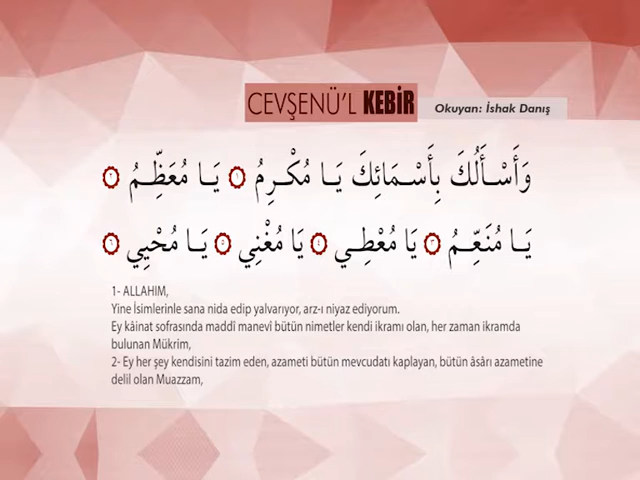 CEVŞENÜ'L KEBİR
Okuyan: İshak Danış
وَأَسْأَلُكَ بِأَسْمَائِكَ يَا مُكْرِمُ ١ يَا مُعَظِّمُ ٢
يَا مُنَعِّمُ ٣ يَا مُعْطِي ٤ يَا مُغْنِي ٥ يَا مُحْيِي ٦
1- ALLAHIM,
Yine İsimlerinle sana nida edip yalvarıyor, arz-ı niyaz ediyorum.
Ey kâinat sofrasında maddî manevî bütün nimetler kendi ikramı olan, her zaman ikramda
bulunan Mükrim,
2- Ey her şey kendisini tazim eden, azameti bütün mevcudatı kaplayan, bütün âsârı azametine
delil olan Muazzam,